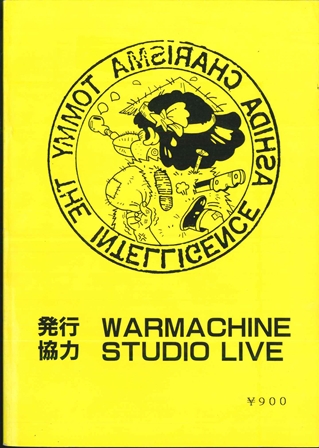 TOMMY CHARISMA ASHIDA
THE INTELLIGENCE
発行 WARMACHINE
協力 STUDIO LIVE
¥900